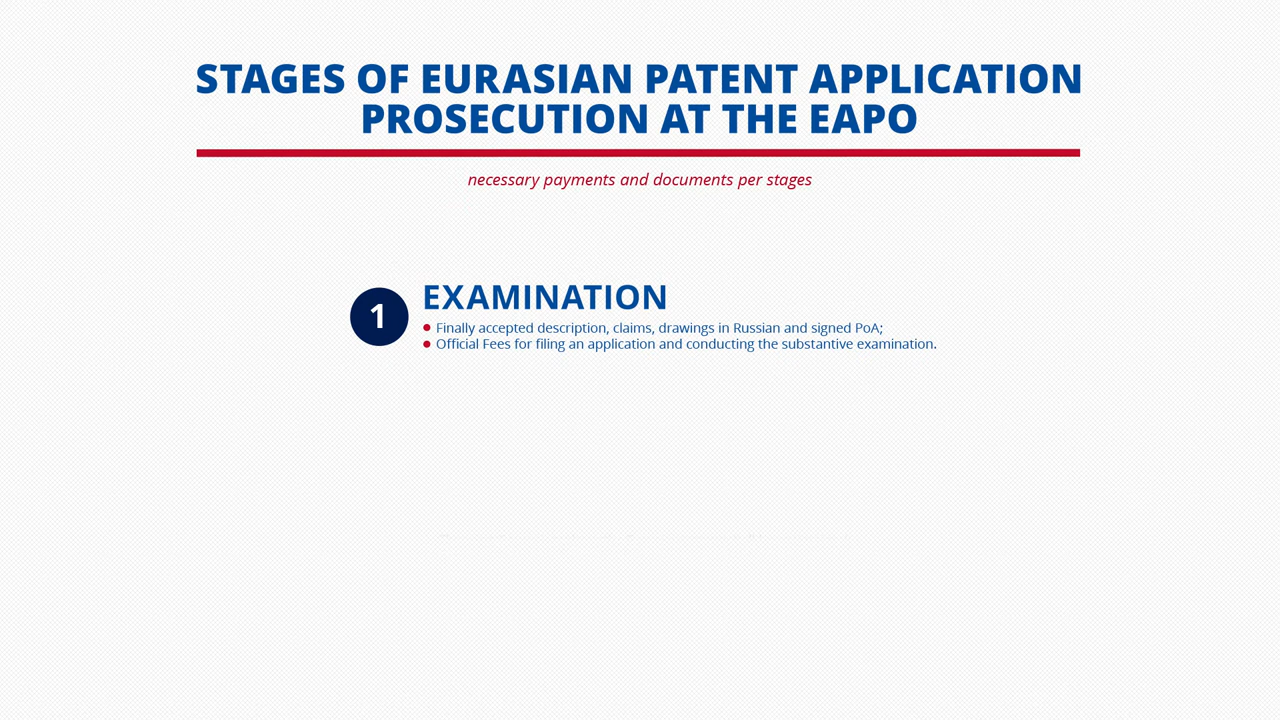 STAGES OF EURASIAN PATENT APPLICATION
PROSECUTION AT THE EAPO
necessary payments and documents per stages
1
EXAMINATION
Finally accepted description, claims, drawings in Russian and signed PoA;
Official Fees for filing an application and conducting the substantive examination.